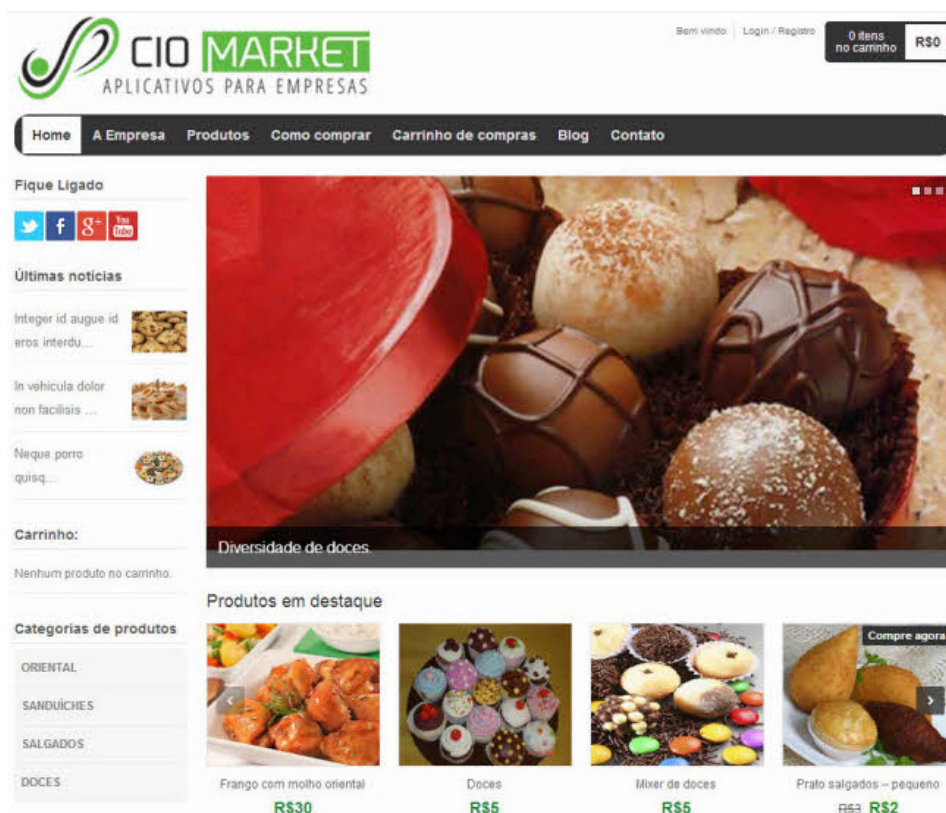 CIO MARKET
APLICATIVOS PARA EMPRESAS
Bem vindo
Login / Registro
0 itens
no carrinho
R$0
Home A Empresa Produtos Como comprar Carrinho de compras Blog Contato
Fique Ligado
g+
You
Tube
Últimas notícias
Integer id augue id
eros interdu...
In vehicula dolor
non facilisis ...
Neque porro
quisq...
Carrinho:
Nenhum produto no carrinho.
Categorias de produtos
ORIENTAL
SANDUÍCHES
SALGADOS
DOCES
Diversidade de doces
Produtos em destaque
Compre agora
Frango com molho oriental
R$30
Doces
R$5
Mixer de doces
R$5
Prato salgados – pequeno
R$3 R$2